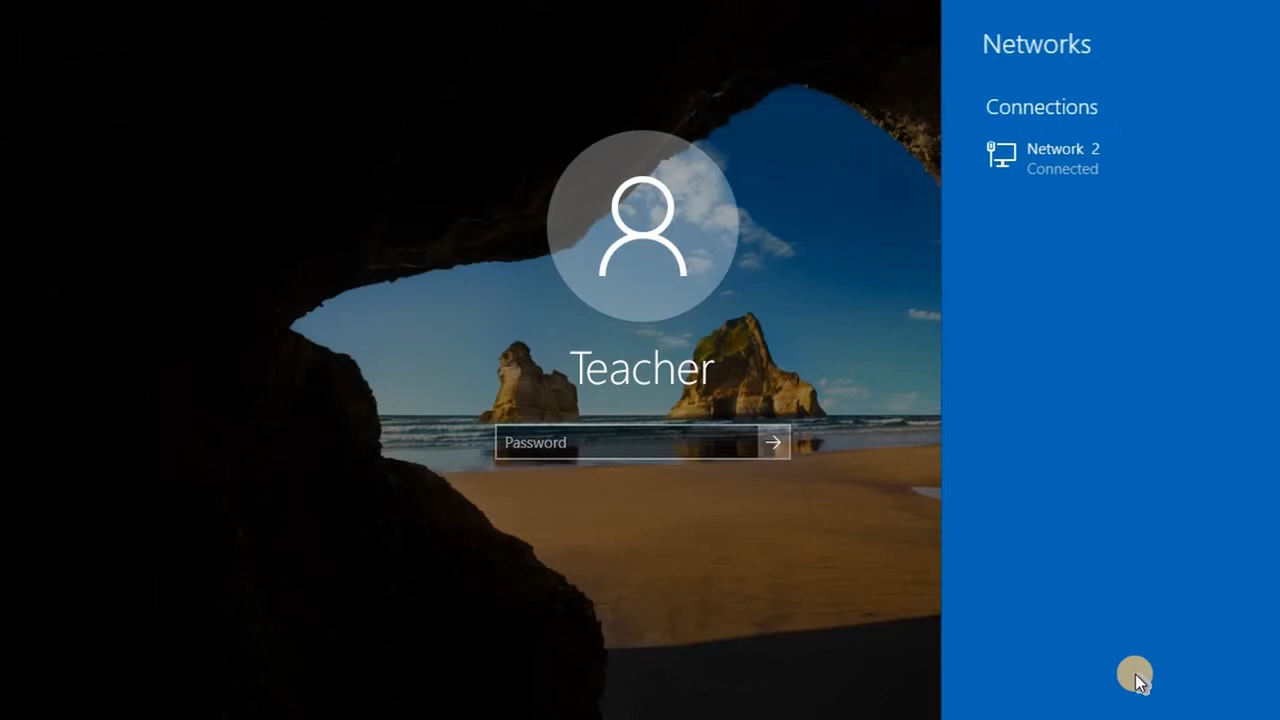 Teacher
Password
Networks
Connections
Network 2
Connected